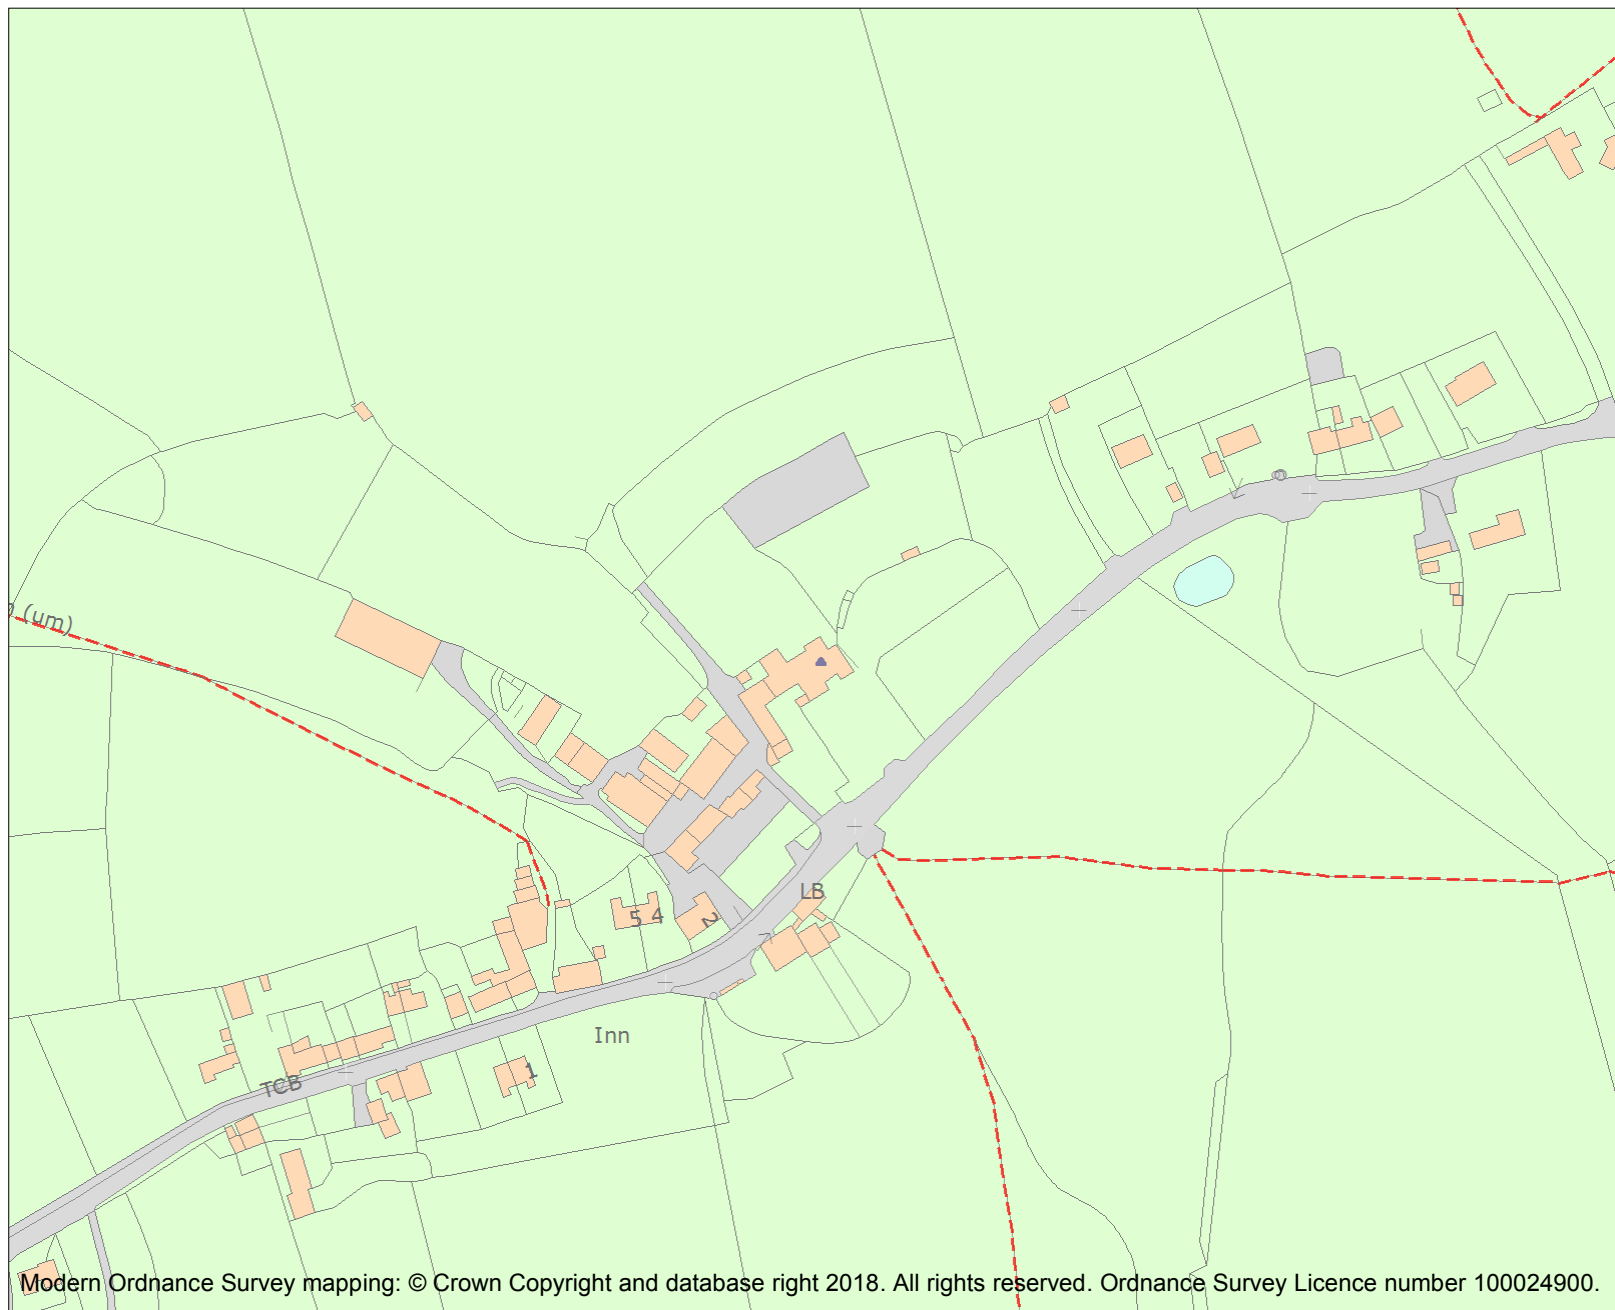 (um)
LB
5 4
2
Inn
1
TCB
Modern Ordnance Survey mapping: © Crown Copyright and database right 2018. All rights reserved. Ordnance Survey Licence number 100024900.